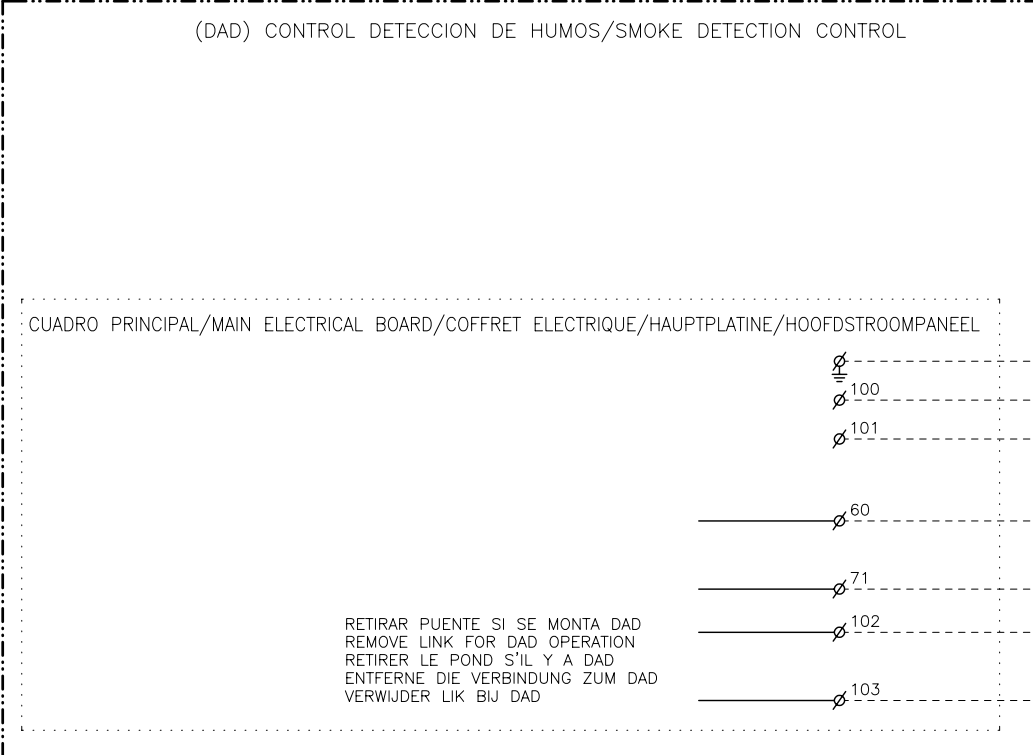 (DAD) CONTROL DETECCION DE HUMOS/SMOKE DETECTION CONTROL
CUADRO PRINCIPAL/MAIN ELECTRICAL BOARD/COFFRET ELECTRIQUE/HAUPTPLATINE/HOOFDSTROOMPANEEL
100
101
60
71
102
RETIRAR PUENTE SI SE MONTA DAD
REMOVE LINK FOR DAD OPERATION
RETIRER LE POND S'IL Y A DAD
ENTFERNE DIE VERBINDUNG ZUM DAD
VERWIJDER LIK BIJ DAD
103